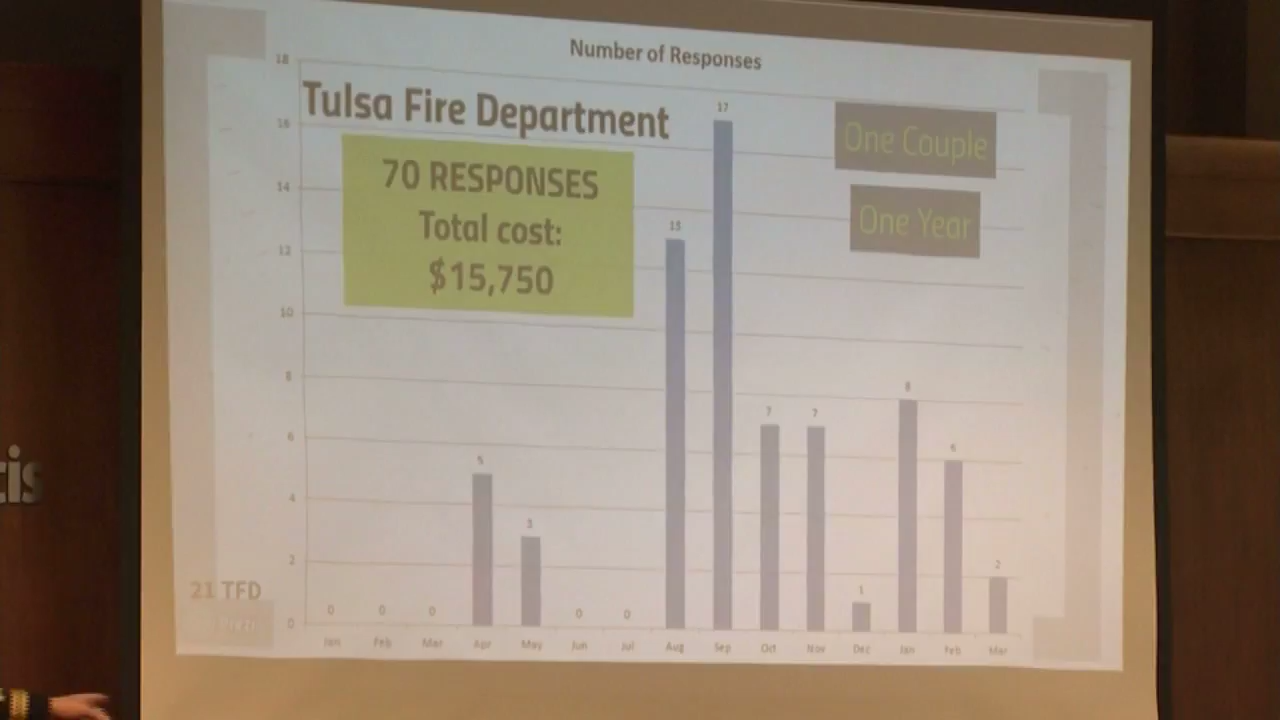 Number of Responses
Tulsa Fire Department
70 RESPONSES
Total cost:
$15,750
One Couple
One Year
18
16
14
12
10
8
6
4
2
0
0 0 0 5 3 0 0 13 17 7 7 1 8 6 2
Jan Feb Mar Apr May Jun Jul Aug Sep Oct Nov Dec Jan Feb Mar
21 TFD
cis